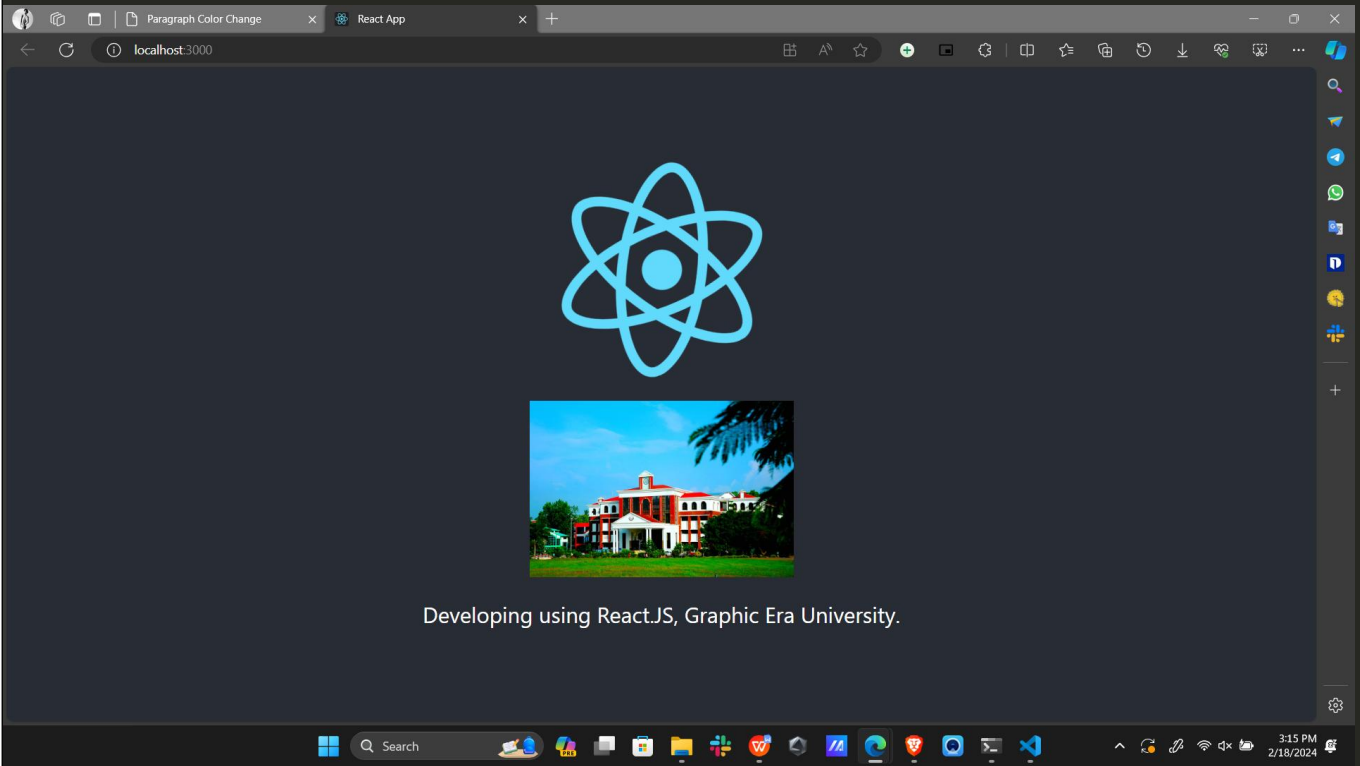 Paragraph Color Change
React App
localhost:3000
Developing using React.JS, Graphic Era University.
Search
PRE
3:15 PM
2/18/2024